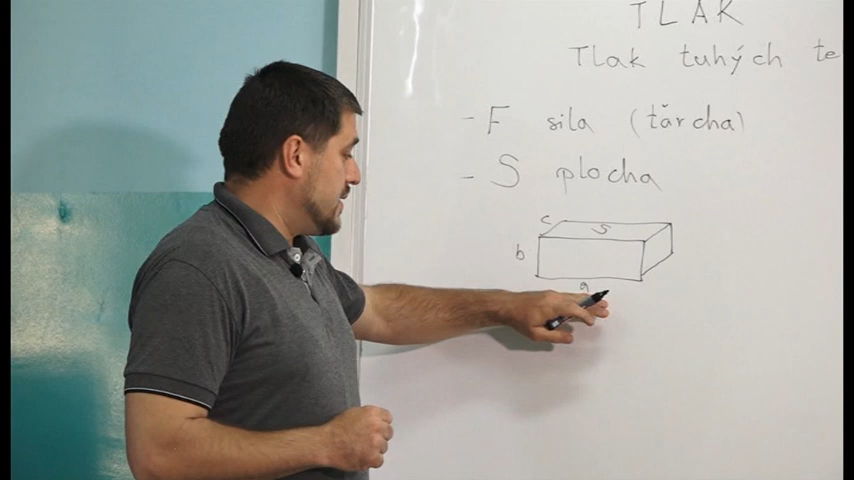 TLAK
Tlak tuhých te
- F sila (ťarcha)
- S plocha
c
S
b
a